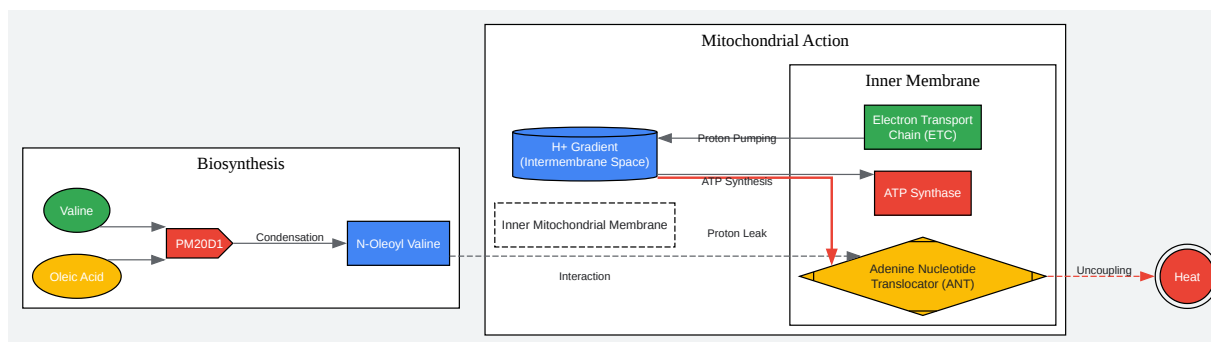 Mitochondrial Action
Inner Membrane
Electron Transport
Chain (ETC)
Proton Pumping
H+ Gradient
(Intermembrane Space)
ATP Synthesis
ATP Synthase
Biosynthesis
Valine
Oleic Acid
PM20D1
Condensation
N-Oleoyl Valine
Inner Mitochondrial Membrane
Proton Leak
Interaction
Adenine Nucleotide
Translocator (ANT)
Uncoupling
Heat